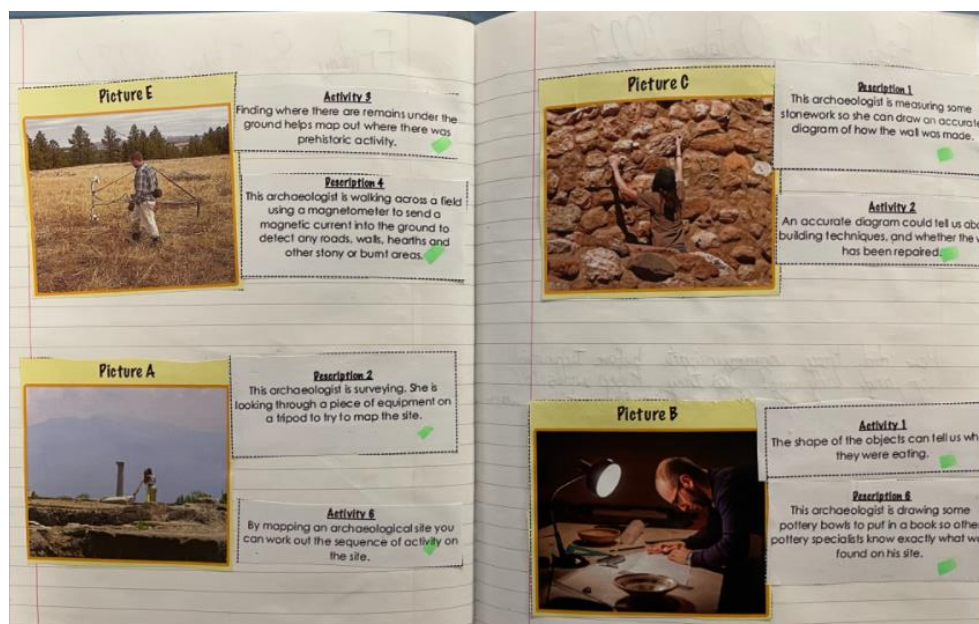 Picture E
Activity 3
Finding where there are remains under the
ground helps map out where there was
prehistoric activity.
Description 4
This archaeologist is walking across a field
using a magnetometer to send a
magnetic current into the ground to
detect any roads, walls, hearths and
other stony or burnt areas.
Picture A
Description 2
This archaeologist is surveying. She is
looking through a piece of equipment on
a tripod to try to map the site.
Activity 6
By mapping an archaeological site you
can work out the sequence of activity on
the site.
Picture C
Description 1
This archaeologist is measuring some
stonework so she can draw an accurate
diagram of how the wall was made.
Activity 2
An accurate diagram could tell us
building techniques, and whether the
has been repaired.
Picture B
Activity 1
The shape of the objects can tell us
they were eating.
Description 6
This archaeologist is drawing some
pottery bowls to put in a book so
pottery specialists know exactly what
found on his site.